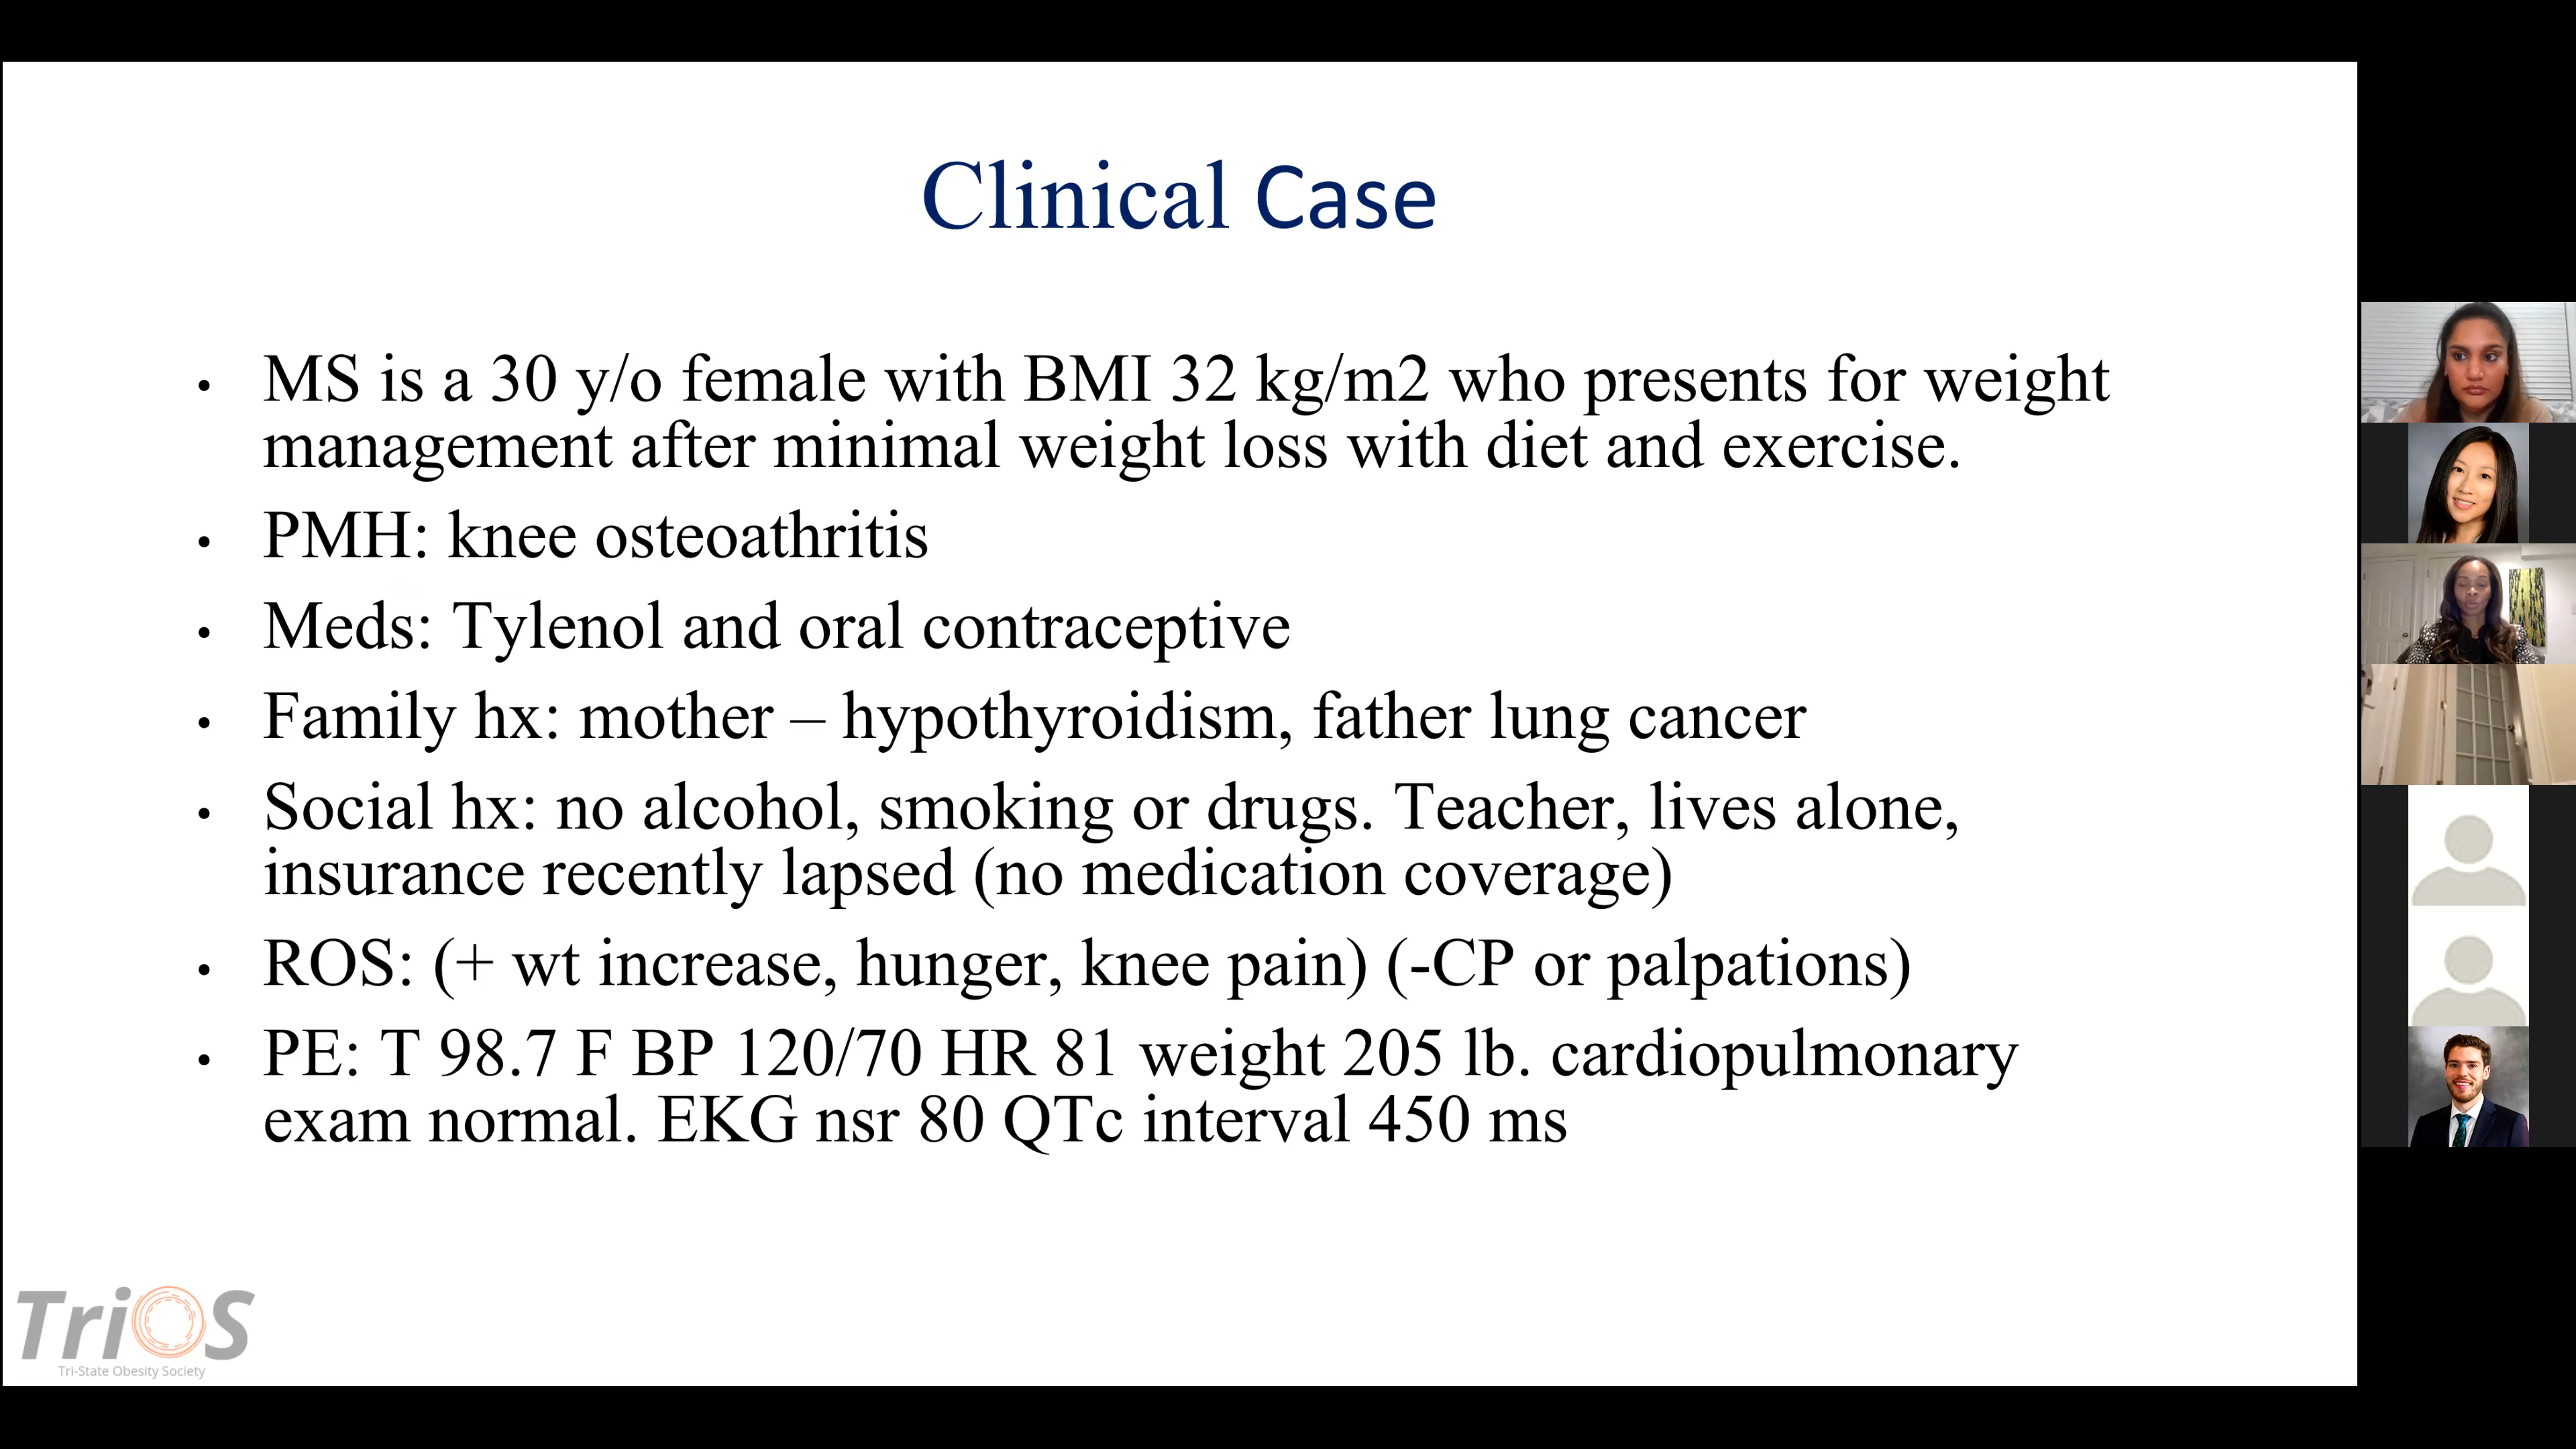 Clinical Case
• MS is a 30 y/o female with BMI 32 kg/m2 who presents for weight
management after minimal weight loss with diet and exercise.
• PMH: knee osteoathritis
• Meds: Tylenol and oral contraceptive
• Family hx: mother – hypothyroidism, father lung cancer
• Social hx: no alcohol, smoking or drugs. Teacher, lives alone,
insurance recently lapsed (no medication coverage)
• ROS: (+ wt increase, hunger, knee pain) (-CP or palpations)
• PE: T 98.7 F BP 120/70 HR 81 weight 205 lb. cardiopulmonary
exam normal. EKG nsr 80 QTc interval 450 ms
TriOS
Tri-State Obesity Society